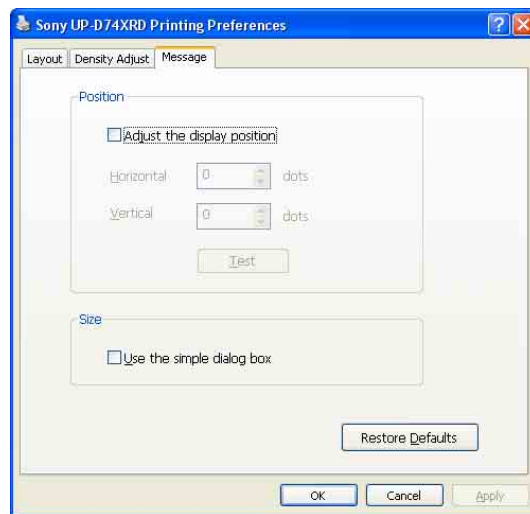 Sony UP-D74XRD Printing Preferences
Layout Density Adjust Message
Position
Adjust the display position
Horizontal 0 dots
Vertical 0 dots
Test
Size
Use the simple dialog box
Restore Defaults
OK Cancel Apply